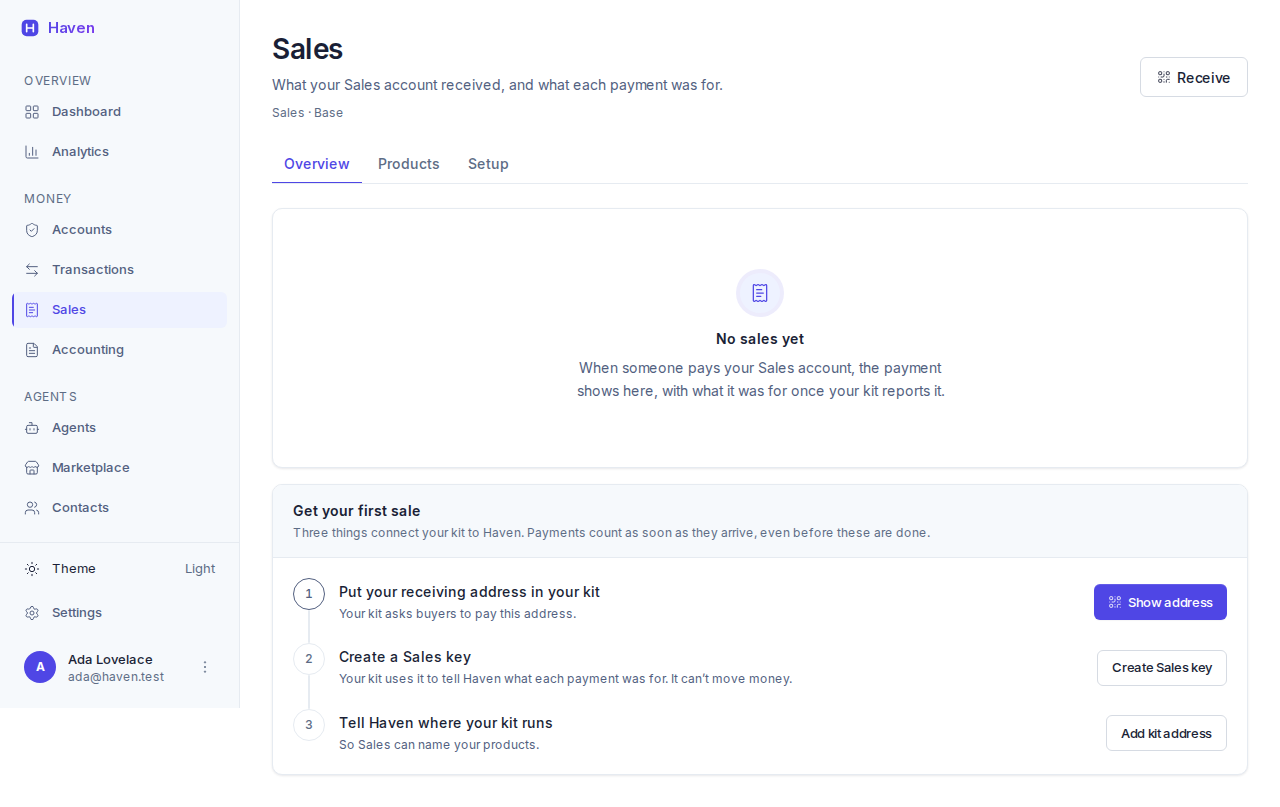 Haven
OVERVIEW
Dashboard
Analytics
MONEY
Accounts
Transactions
Sales
Accounting
AGENTS
Agents
Marketplace
Contacts
Theme
Light
Settings
A
Ada Lovelace
ada@haven.test
Sales
What your Sales account received, and what each payment was for.
Sales · Base
Receive
Overview
Products
Setup
No sales yet
When someone pays your Sales account, the payment
shows here, with what it was for once your kit reports it.
Get your first sale
Three things connect your kit to Haven. Payments count as soon as they arrive, even before these are done.
1
Put your receiving address in your kit
Your kit asks buyers to pay this address.
Show address
2
Create a Sales key
Your kit uses it to tell Haven what each payment was for. It can’t move money.
Create Sales key
3
Tell Haven where your kit runs
So Sales can name your products.
Add kit address